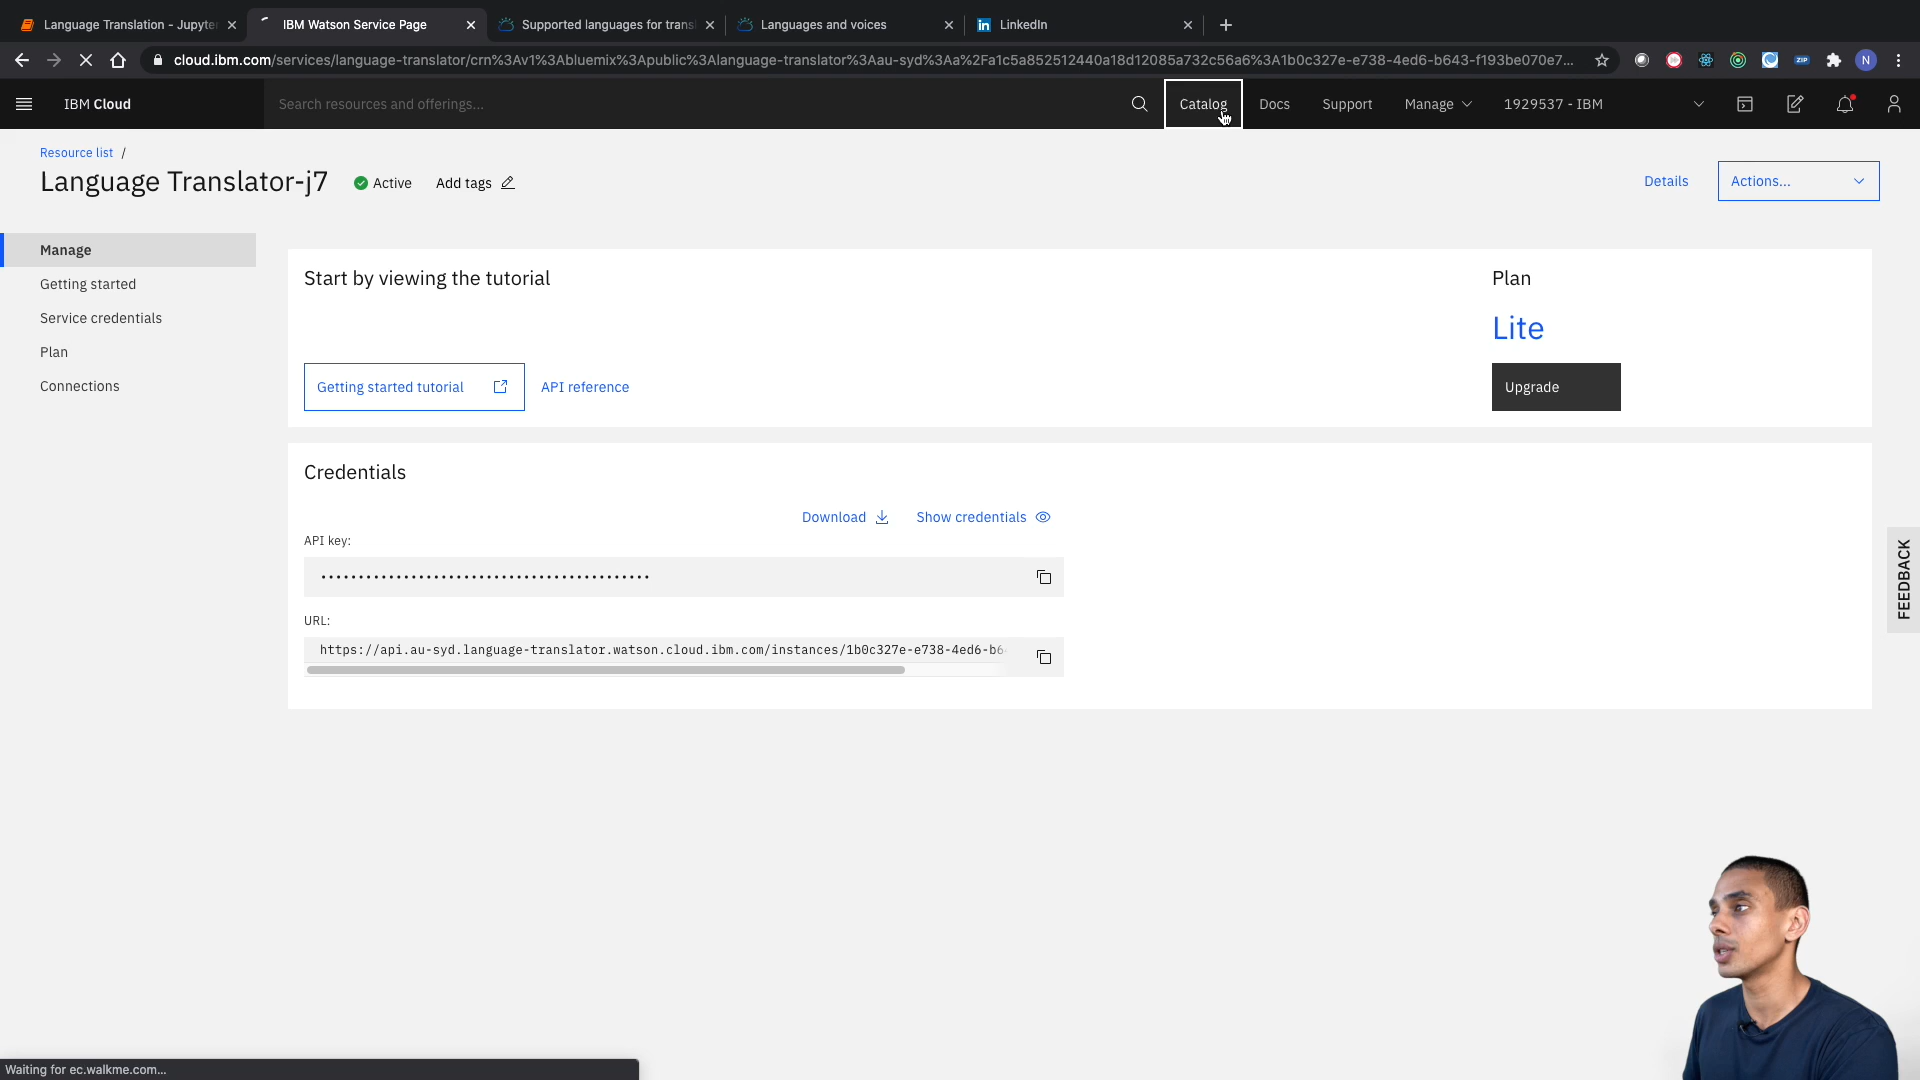 Language Translation - Jupyte
IBM Watson Service Page
Supported languages for trans
Languages and voices
LinkedIn
cloud.ibm.com/services/language-translator/crn%3Av1%3Abluemix%3Apublic%3Alanguage-translator%3Aau-syd%3Aa%2Fa1c5a852512440a18d12085a732c56a6%3A1b0c327e-e738-4ed6-b643-f193be070e7...
ZIP
N
IBM Cloud
Search resources and offerings...
Catalog
Docs
Support
Manage
1929537 - IBM
Resource list /
Language Translator-j7
Active
Add tags
Details
Actions...
Manage
Getting started
Service credentials
Plan
Connections
Start by viewing the tutorial
Getting started tutorial
API reference
Plan
Lite
Upgrade
Credentials
Download
Show credentials
API key:
URL:
https://api.au-syd.language-translator.watson.cloud.ibm.com/instances/1b0c327e-e738-4ed6-b6
FEEDBACK
Waiting for ec.walkme.com...